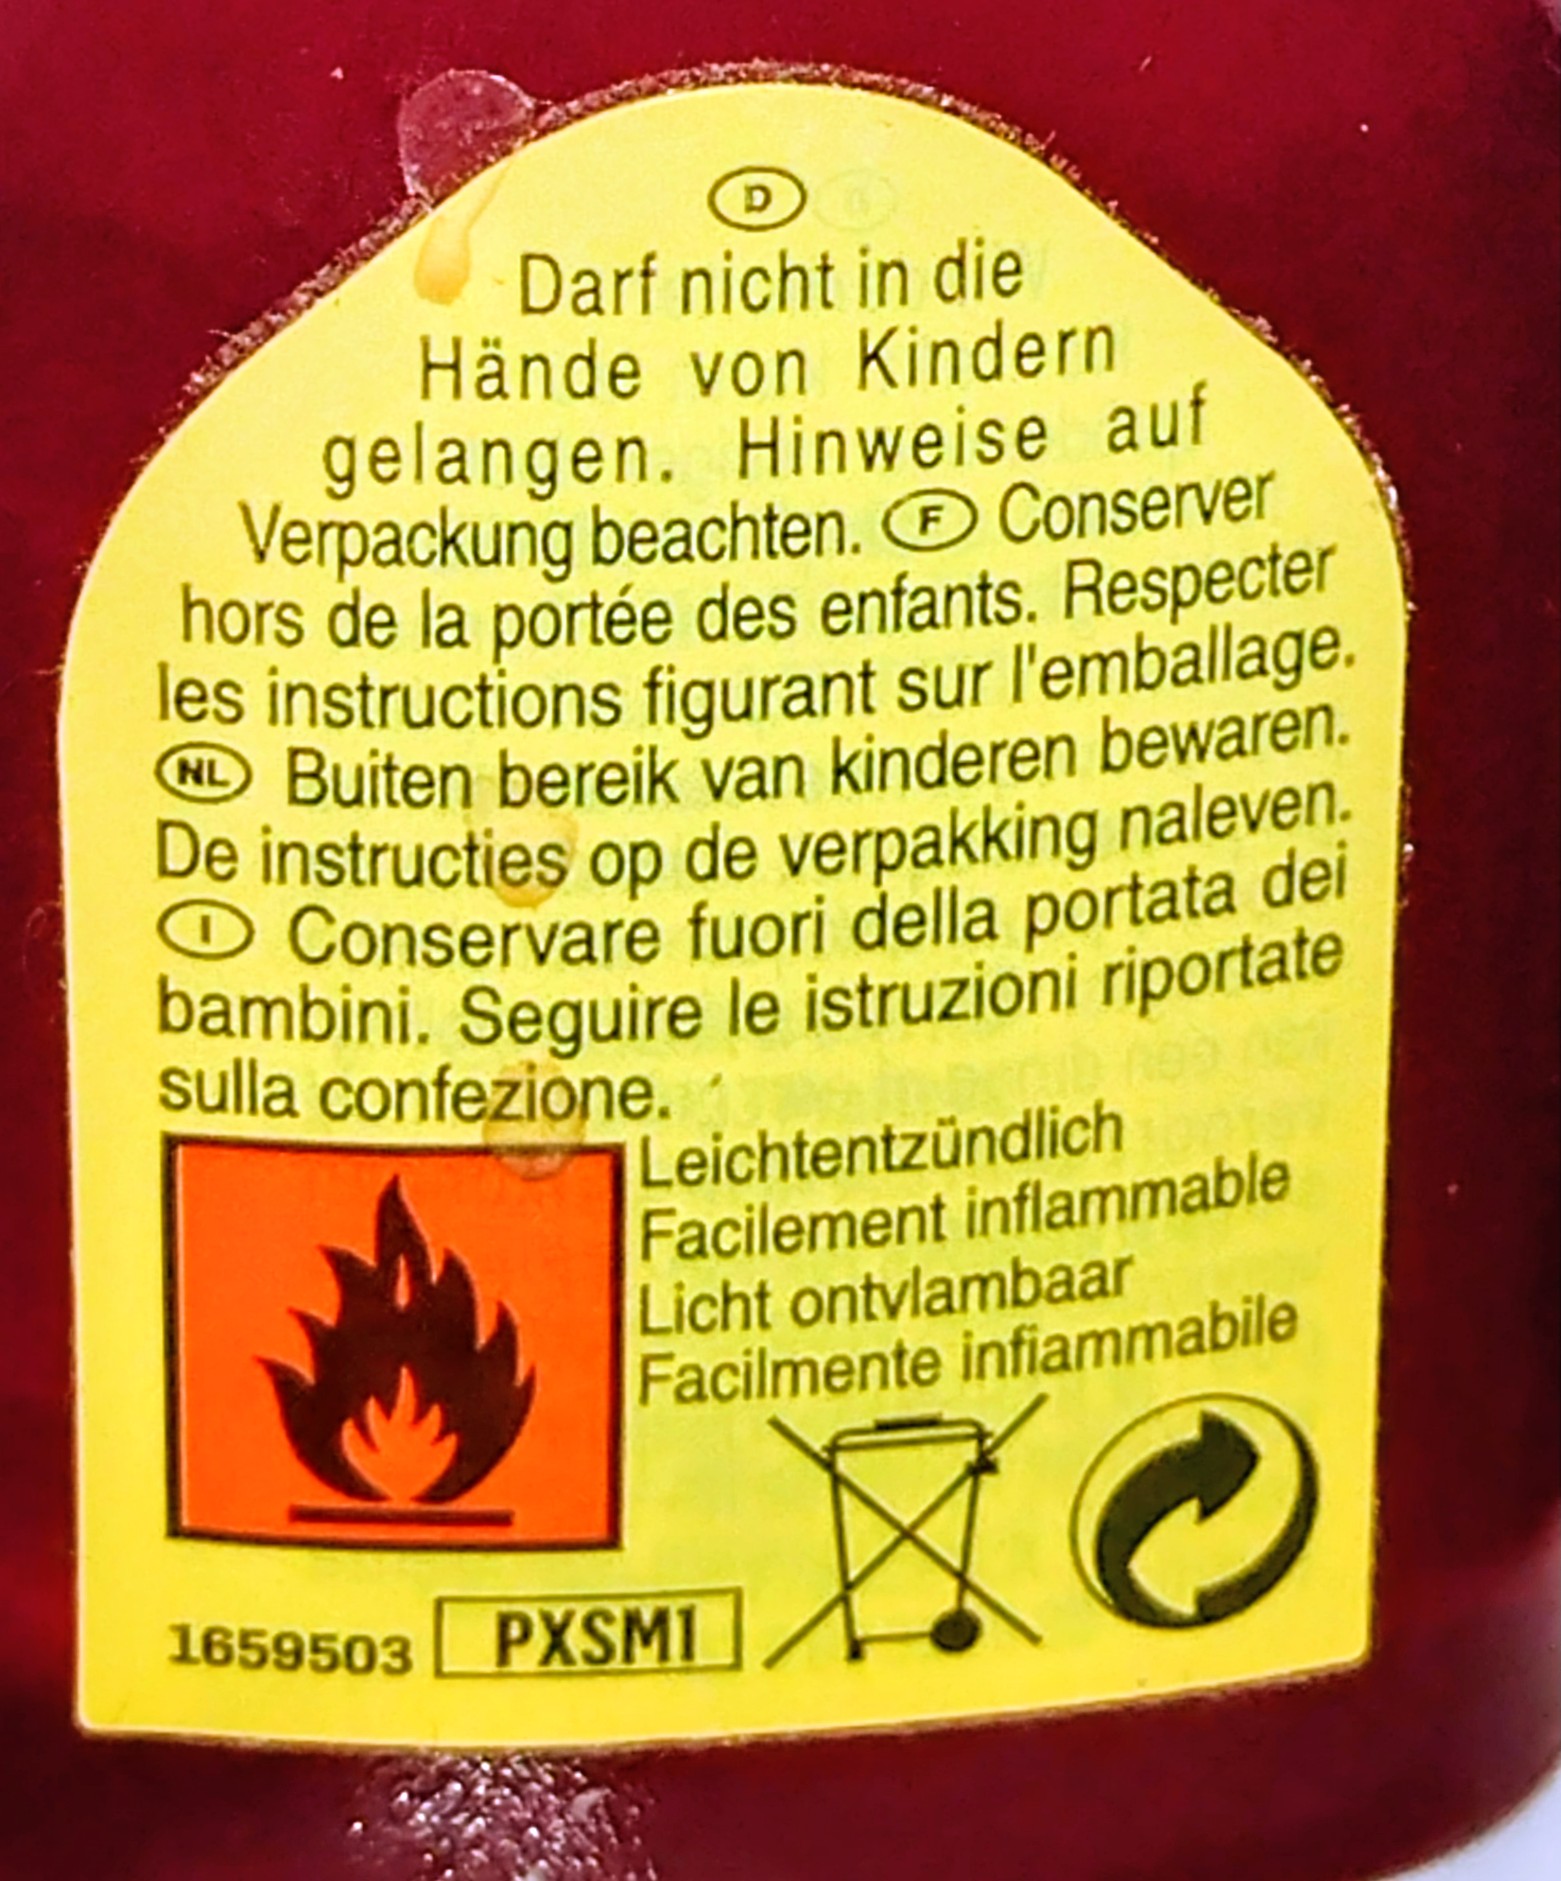 D
Darf nicht in die
Hände von Kindern
gelangen. Hinweise auf
Verpackung beachten. F Conserver
hors de la portée des enfants. Respecter
les instructions figurant sur l'emballage.
NL Buiten bereik van kinderen bewaren.
De instructies op de verpakking naleven.
I Conservare fuori della portata dei
bambini. Seguire le istruzioni riportate
sulla confezione.
Leichtentzündlich
Facilement inflammable
Licht ontvlambaar
Facilmente infiammabile
1659503 PXSM1